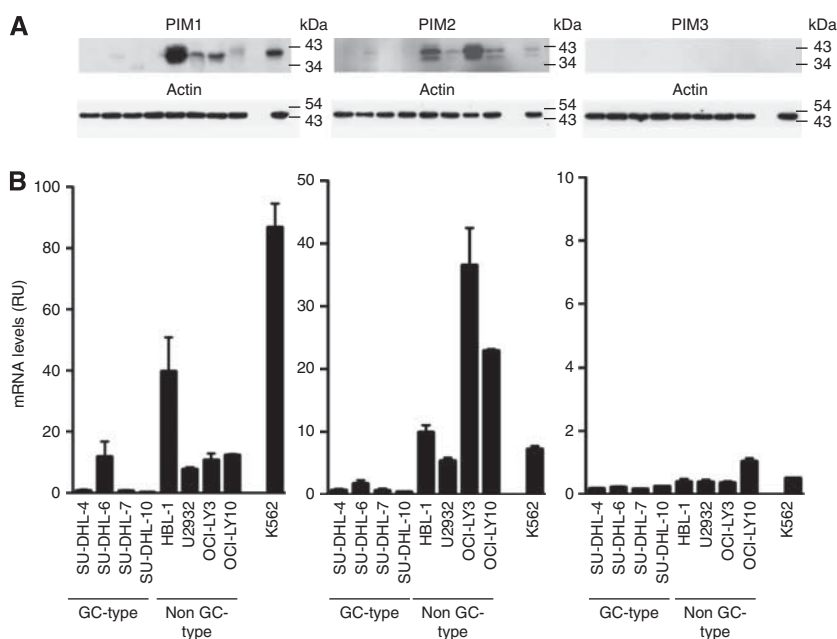 A
PIM1
kDa
PIM2
kDa
PIM3
kDa
43
34
43
34
43
34
Actin
Actin
Actin
54
43
54
43
54
43
B
mRNA levels (RU)
100
80
60
40
20
0
50
40
30
20
10
0
10
8
6
4
2
0
SU-DHL-4
SU-DHL-6
SU-DHL-7
SU-DHL-10
HBL-1
U2932
OCI-LY3
OCI-LY10
K562
SU-DHL-4
SU-DHL-6
SU-DHL-7
SU-DHL-10
HBL-1
U2932
OCI-LY3
OCI-LY10
K562
SU-DHL-4
SU-DHL-6
SU-DHL-7
SU-DHL-10
HBL-1
U2932
OCI-LY3
OCI-LY10
K562
GC-type
Non GC-
type
GC-type
Non GC-
type
GC-type
Non GC-
type